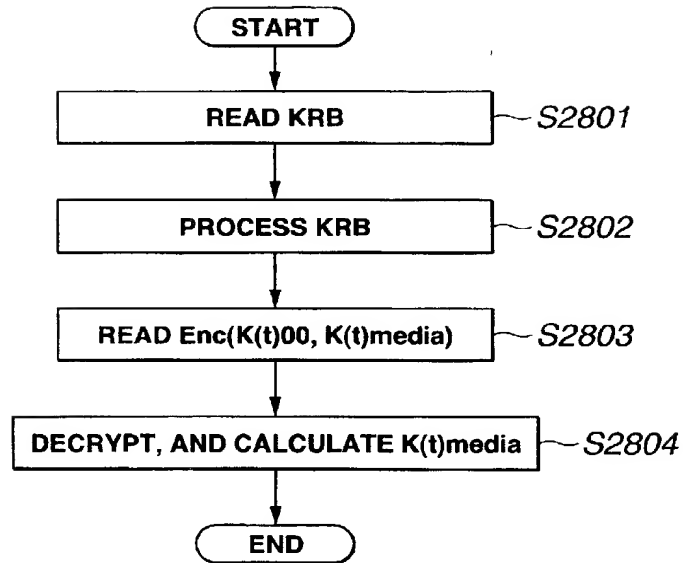 START
READ KRB
S2801
PROCESS KRB
S2802
READ Enc(K(t)00, K(t)media)
S2803
DECRYPT, AND CALCULATE K(t)media
S2804
END